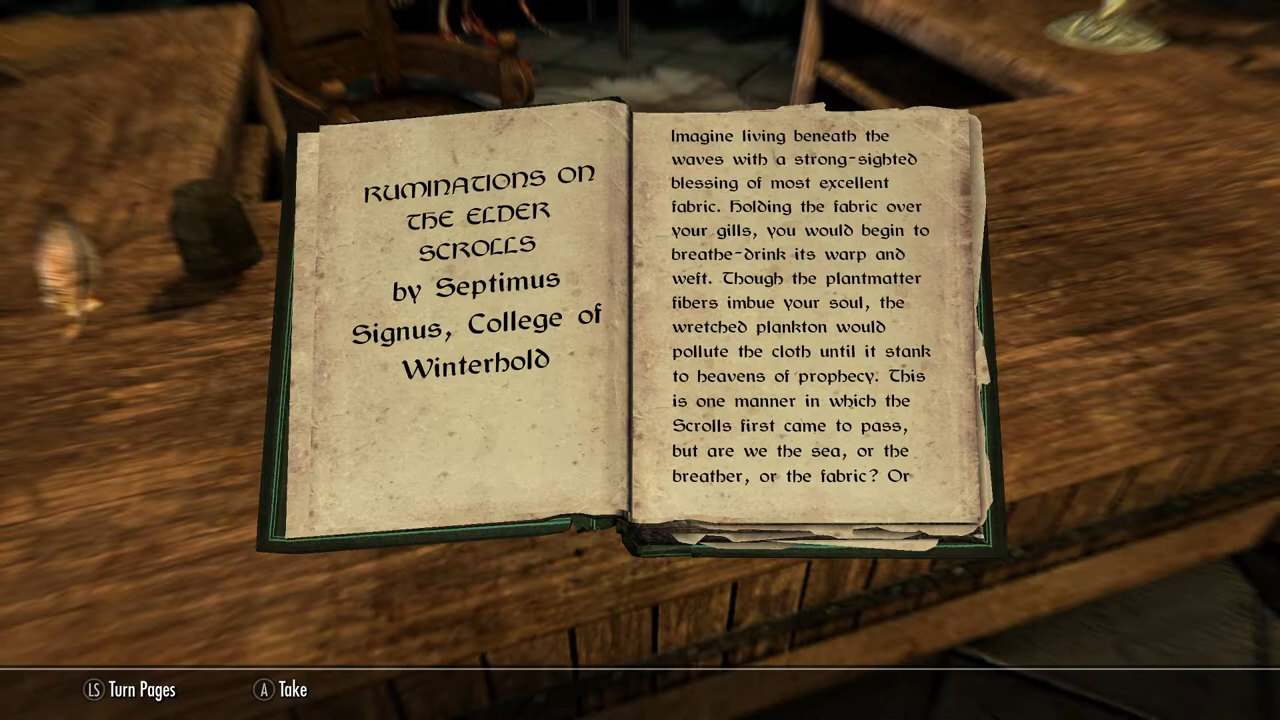 RUMINATIONS ON
THE ELDER
SCROLLS
by Septimus
Signus, College of
Winterhold
Imagine living beneath the
waves with a strong-sighted
blessing of most excellent
fabric. Holding the fabric over
your gills, you would begin to
breathe-drink its warp and
weft. Though the plantmatter
fibers imbue your soul, the
wretched plankton would
pollute the cloth until it stank
to heavens of prophecy. This
is one manner in which the
Scrolls first came to pass,
but are we the sea, or the
breather, or the fabric? Or
LS Turn Pages
A Take